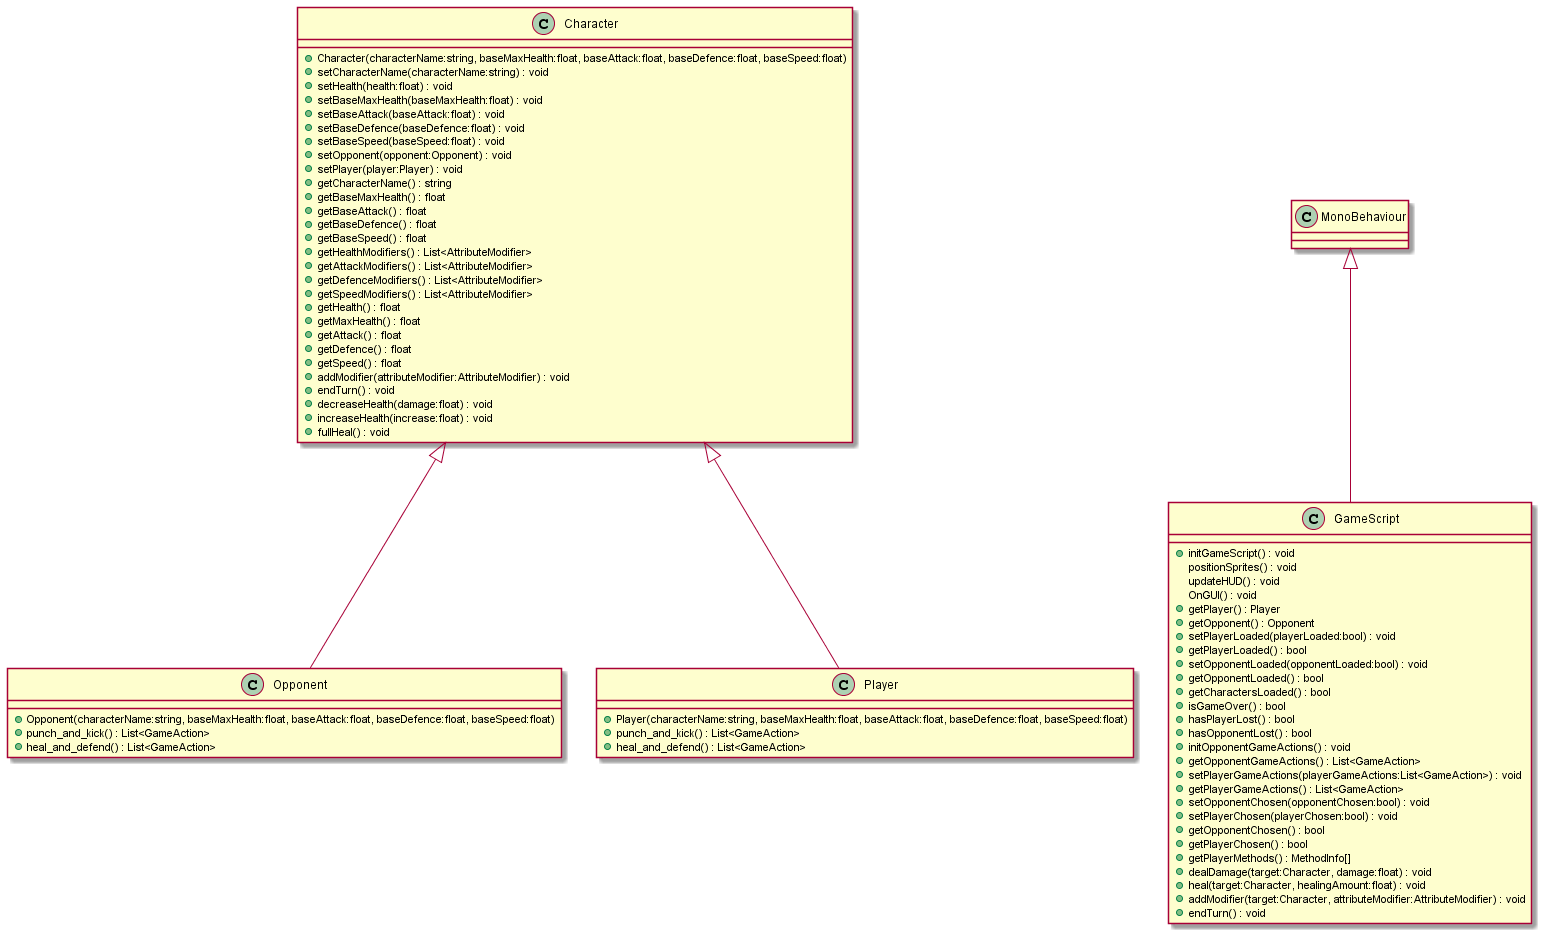 C Character
Character(characterName:string, baseMaxHealth:float, baseAttack:float, baseDefence:float, baseSpeed:float)
setCharacterName(characterName:string) : void
setHealth(health:float) : void
setBaseMaxHealth(baseMaxHealth:float) : void
setBaseAttack(baseAttack:float) : void
setBaseDefence(baseDefence:float) : void
setBaseSpeed(baseSpeed:float) : void
setOpponent(opponent:Opponent) : void
setPlayer(player:Player) : void
getCharacterName() : string
getBaseMaxHealth() : float
getBaseAttack() : float
getBaseDefence() : float
getBaseSpeed() : float
getHealthModifiers() : List<AttributeModifier>
getAttackModifiers() : List<AttributeModifier>
getDefenceModifiers() : List<AttributeModifier>
getSpeedModifiers() : List<AttributeModifier>
getHealth() : float
getMaxHealth() : float
getAttack() : float
getDefence() : float
getSpeed() : float
addModifier(attributeModifier:AttributeModifier) : void
endTurn() : void
decreaseHealth(damage:float) : void
increaseHealth(increase:float) : void
fullHeal() : void
C MonoBehaviour
C Opponent
Opponent(characterName:string, baseMaxHealth:float, baseAttack:float, baseDefence:float, baseSpeed:float)
punch_and_kick() : List<GameAction>
heal_and_defend() : List<GameAction>
C Player
Player(characterName:string, baseMaxHealth:float, baseAttack:float, baseDefence:float, baseSpeed:float)
punch_and_kick() : List<GameAction>
heal_and_defend() : List<GameAction>
C GameScript
initGameScript() : void
positionSprites() : void
updateHUD() : void
OnGUI() : void
getPlayer() : Player
getOpponent() : Opponent
setPlayerLoaded(playerLoaded:bool) : void
getPlayerLoaded() : bool
setOpponentLoaded(opponentLoaded:bool) : void
getOpponentLoaded() : bool
getCharactersLoaded() : bool
isGameOver() : bool
hasPlayerLost() : bool
hasOpponentLost() : bool
initOpponentGameActions() : void
getOpponentGameActions() : List<GameAction>
setPlayerGameActions(playerGameActions:List<GameAction>) : void
getPlayerGameActions() : List<GameAction>
setOpponentChosen(opponentChosen:bool) : void
setPlayerChosen(playerChosen:bool) : void
getOpponentChosen() : bool
getPlayerChosen() : bool
getPlayerMethods() : MethodInfo[]
dealDamage(target:Character, damage:float) : void
heal(target:Character, healingAmount:float) : void
addModifier(target:Character, attributeModifier:AttributeModifier) : void
endTurn() : void